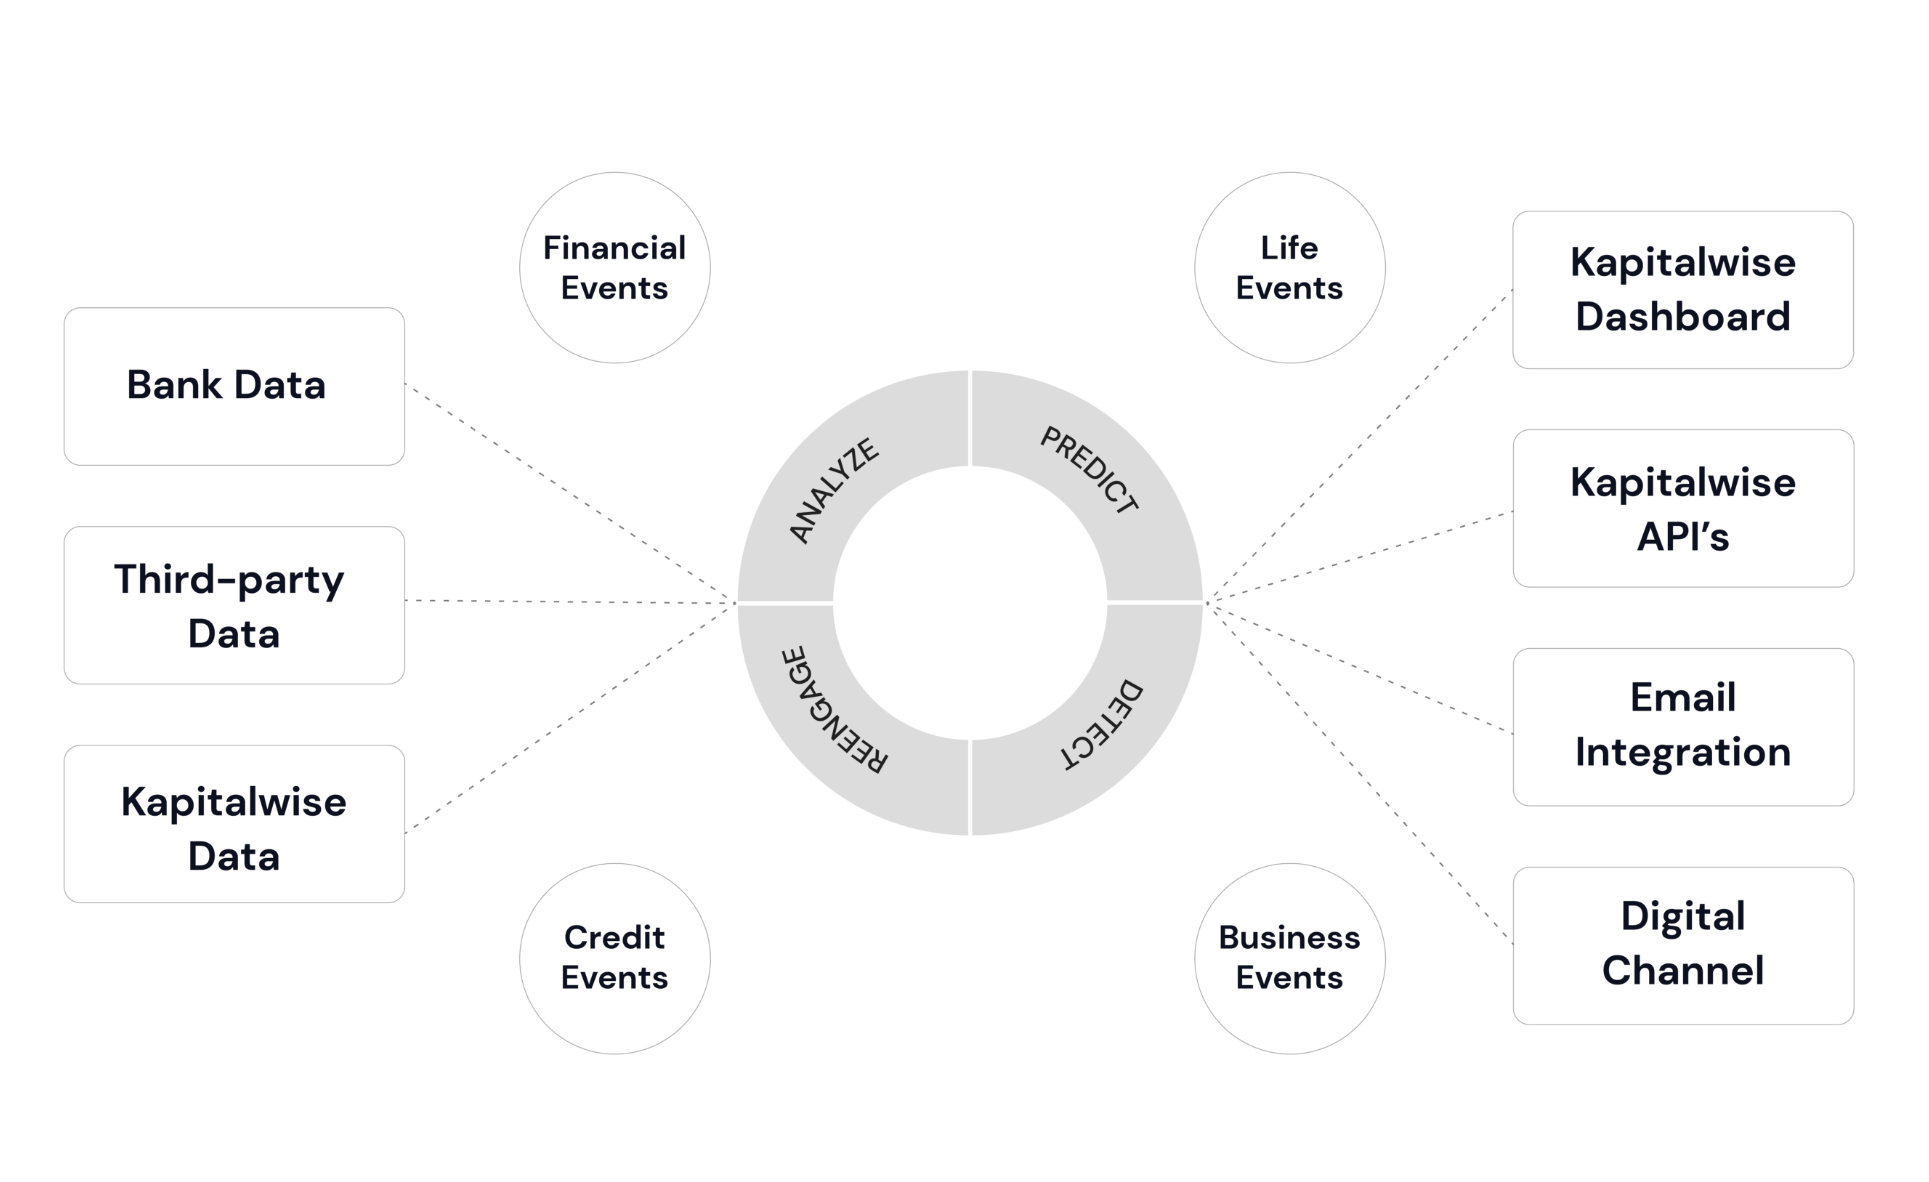 Financial
Events
Life
Events
Bank Data
Third-party
Data
Kapitalwise
Data
ANALYZE
PREDICT
DETECT
REENGAGE
Credit
Events
Business
Events
Kapitalwise
Dashboard
Kapitalwise
API’s
Email
Integration
Digital
Channel